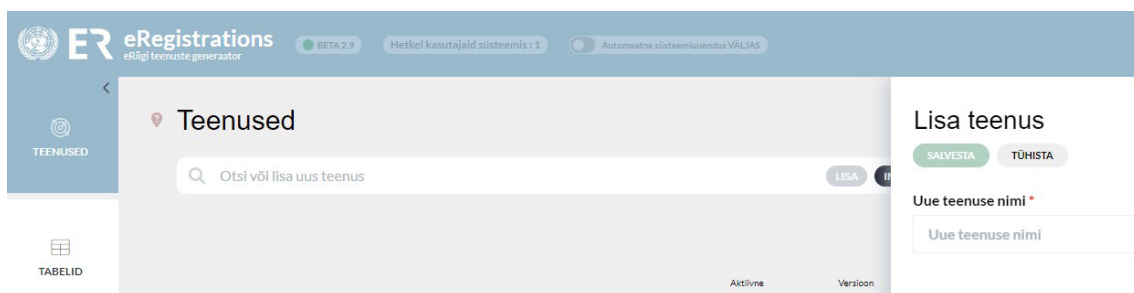 ER eRegistrations
eRiigi teenuste generaator
BETA 2.9
Hetkel kasutajaid süsteemis : 1
Automaatne süsteemiuuendus VÄLJAS
TEENUSED
TABELID
Teenused
Otsi või lisa uus teenus
LISA
Aktiivne Versioon
Lisa teenus
SALVESTA TÜHISTA
Uue teenuse nimi *
Uue teenuse nimi